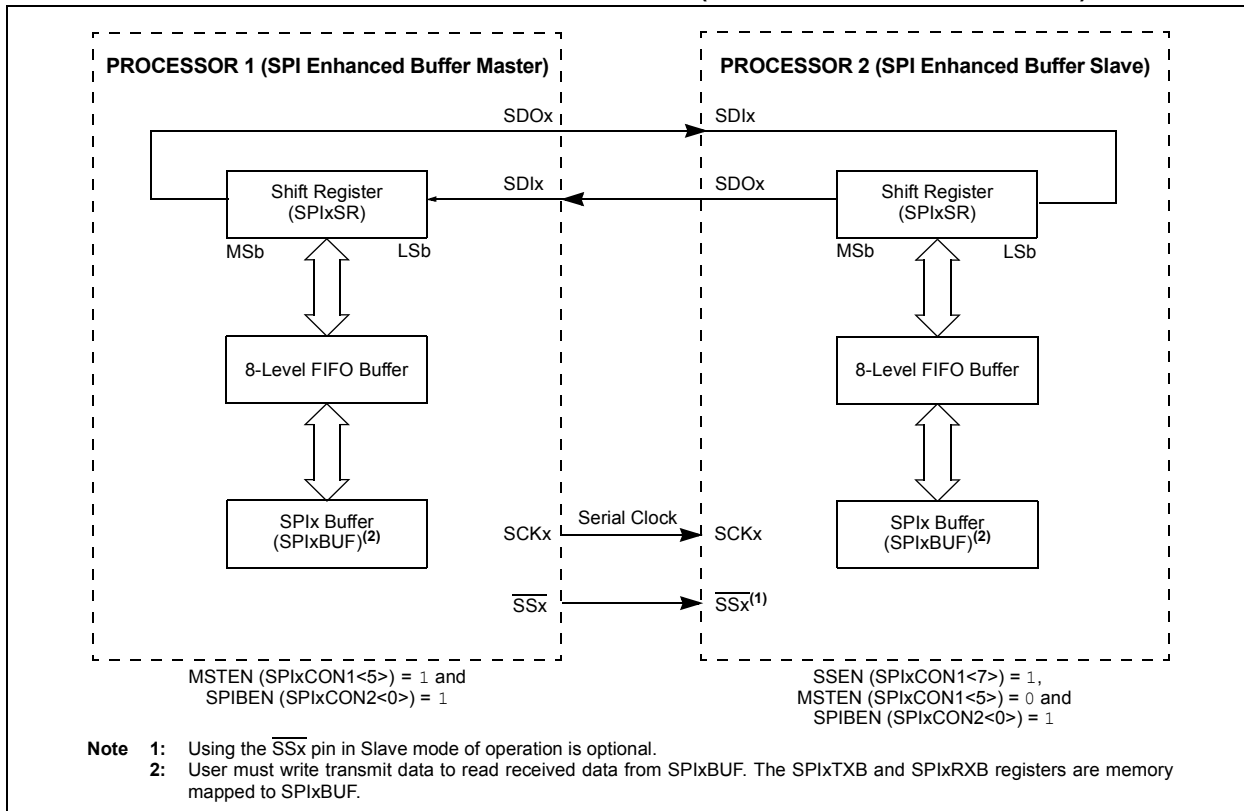 PROCESSOR 1 (SPI Enhanced Buffer Master)
PROCESSOR 2 (SPI Enhanced Buffer Slave)
SDOx
SDIx
SDIx
SDOx
Shift Register
(SPIxSR)
Shift Register
(SPIxSR)
MSb
LSb
MSb
LSb
8-Level FIFO Buffer
8-Level FIFO Buffer
SPIx Buffer
(SPIxBUF)(2)
SPIx Buffer
(SPIxBUF)(2)
SCKx
Serial Clock
SCKx
SSx
SSx(1)
MSTEN (SPIxCON1<5>) = 1 and
SPIBEN (SPIxCON2<0>) = 1
SSEN (SPIxCON1<7>) = 1,
MSTEN (SPIxCON1<5>) = 0 and
SPIBEN (SPIxCON2<0>) = 1
Note 1: Using the SSx pin in Slave mode of operation is optional.
2: User must write transmit data to read received data from SPIxBUF. The SPIxTXB and SPIxRXB registers are memory
mapped to SPIxBUF.